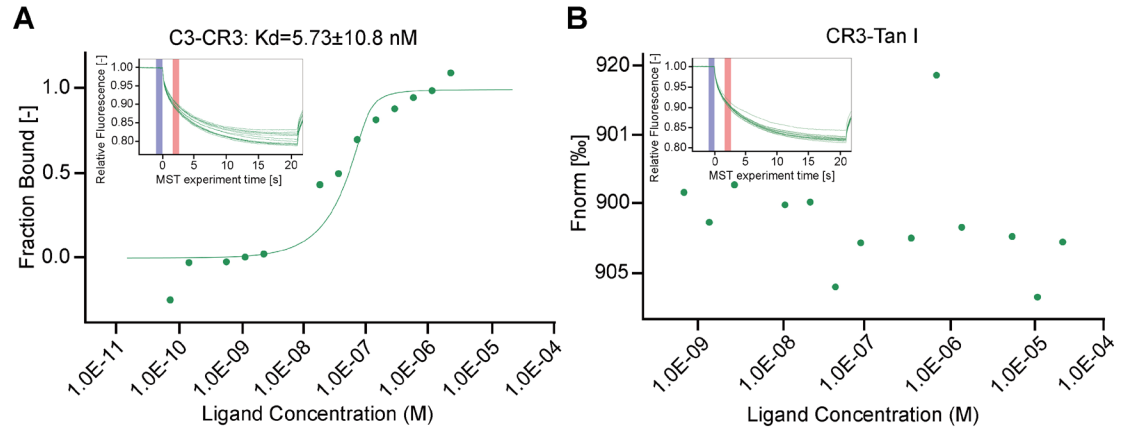 A
C3-CR3: Kd=5.73±10.8 nM
Fraction Bound [-]
1.0
0.5
0.0
Relative Fluorescence [-]
1.00
0.95
0.90
0.85
0.80
0 5 10 15 20
MST experiment time [s]
1.0E-11 1.0E-10 1.0E-09 1.0E-08 1.0E-07 1.0E-06 1.0E-05 1.0E-04
Ligand Concentration (M)
B
CR3-Tan I
Fnorm [‰]
920
901
900
905
Relative Fluorescence [-]
1.00
0.95
0.90
0.85
0.80
0 5 10 15 20
MST experiment time [s]
1.0E-09 1.0E-08 1.0E-07 1.0E-06 1.0E-05 1.0E-04
Ligand Concentration (M)